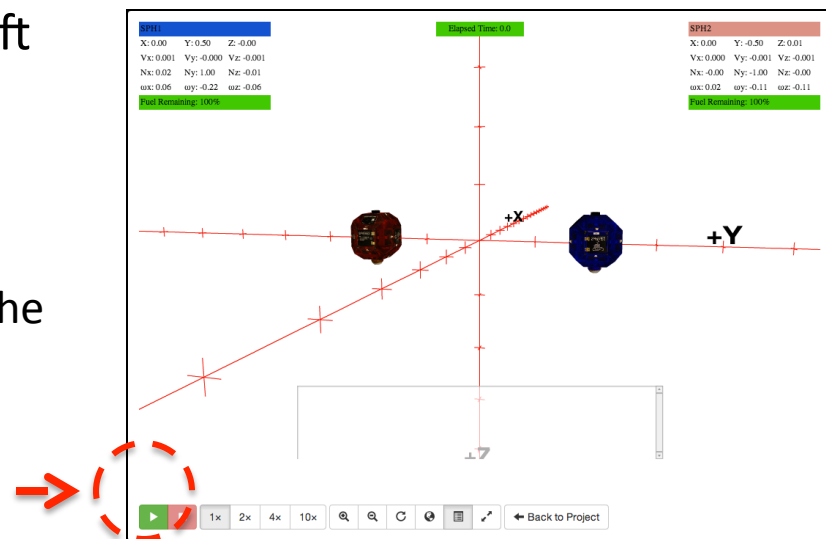 ft
he
SPH1
X: 0.00 Y: 0.50 Z: -0.00
Vx: 0.001 Vy: -0.000 Vz: -0.001
Nx: 0.02 Ny: 1.00 Nz: -0.01
ωx: 0.06 ωy: -0.22 ωz: -0.06
Fuel Remaining: 100%
Elapsed Time: 0.0
SPH2
X: 0.00 Y: -0.50 Z: 0.01
Vx: 0.000 Vy: -0.001 Vz: -0.001
Nx: -0.00 Ny: -1.00 Nz: -0.00
ωx: 0.02 ωy: -0.11 ωz: -0.11
Fuel Remaining: 100%
+X
+Y
+Z
1× 2× 4× 10× Back to Project